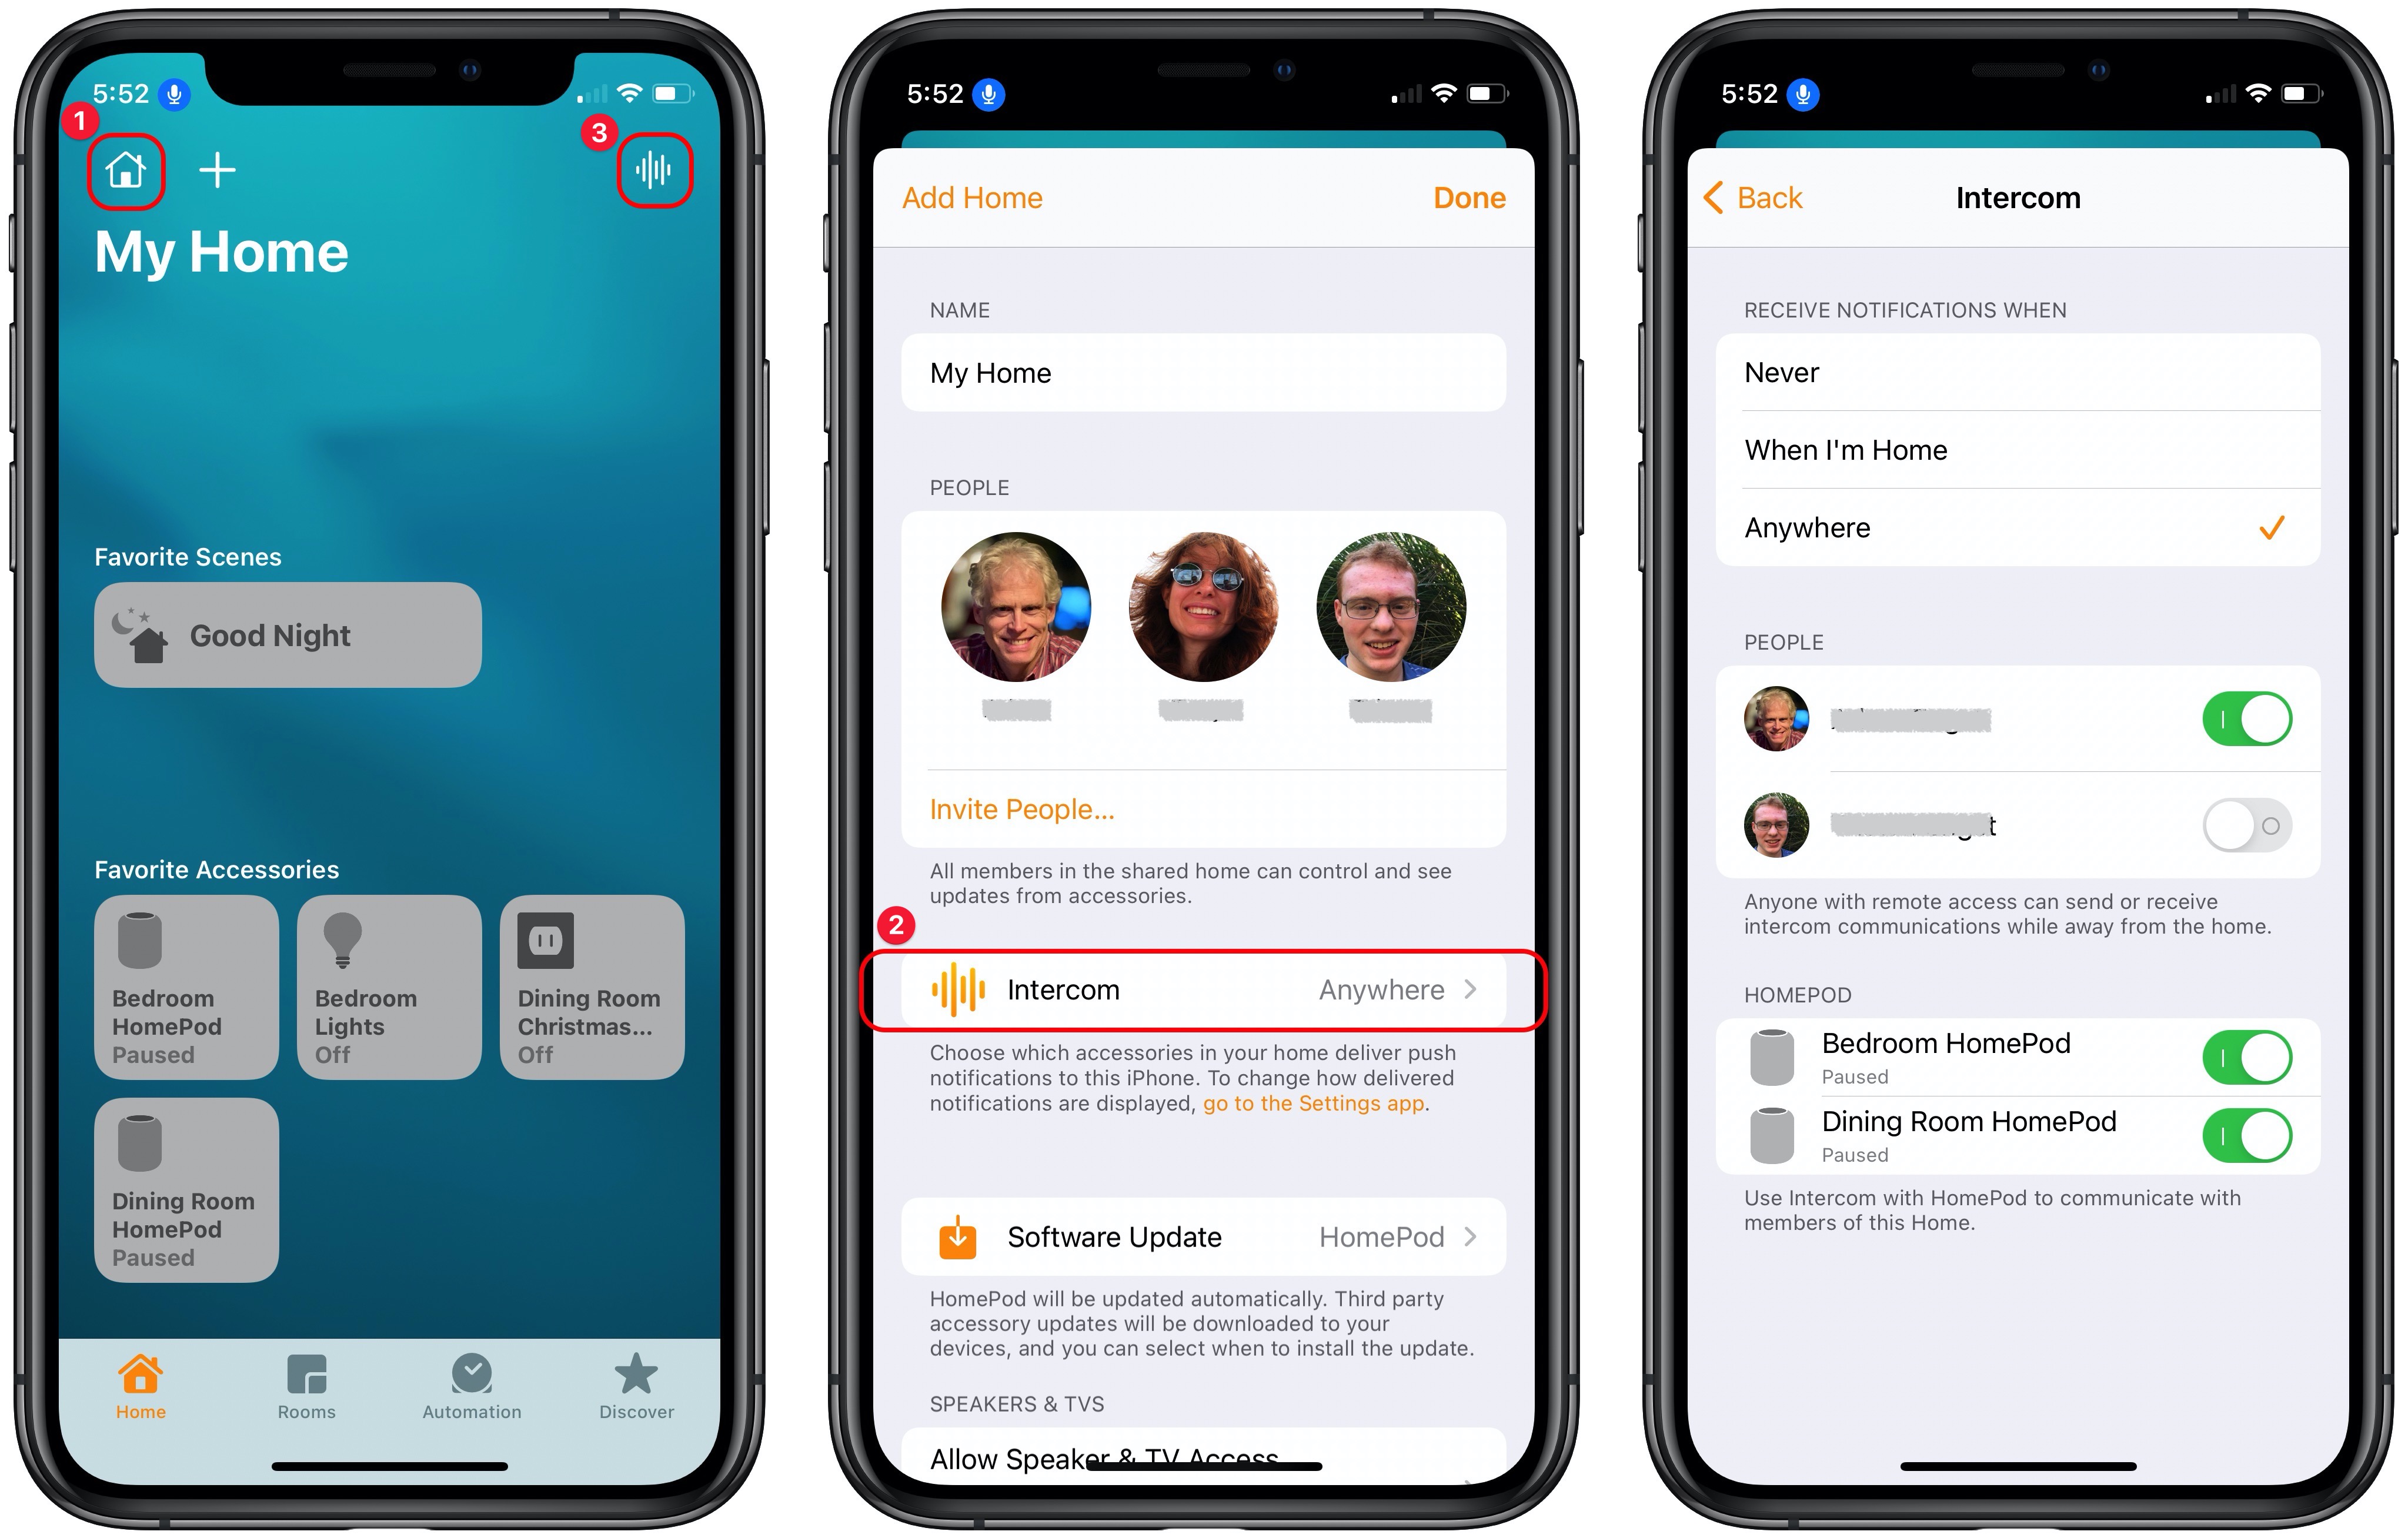 5:52
1
3
My Home
Favorite Scenes
Good Night
Favorite Accessories
Bedroom
HomePod
Paused
Bedroom
Lights
Off
Dining Room
Christmas...
Off
Dining Room
HomePod
Paused
Home
Rooms
Automation
Discover
5:52
Add Home
Done
NAME
My Home
PEOPLE
Invite People...
All members in the shared home can control and see
updates from accessories.
2
Intercom
Anywhere
Choose which accessories in your home deliver push
notifications to this iPhone. To change how delivered
notifications are displayed, go to the Settings app.
Software Update
HomePod
HomePod will be updated automatically. Third party
accessory updates will be downloaded to your
devices, and you can select when to install the update.
SPEAKERS & TVS
Allow Speaker & TV Access
5:52
Back
Intercom
RECEIVE NOTIFICATIONS WHEN
Never
When I'm Home
Anywhere
PEOPLE
Anyone with remote access can send or receive
intercom communications while away from the home.
HOMEPOD
Bedroom HomePod
Paused
Dining Room HomePod
Paused
Use Intercom with HomePod to communicate with
members of this Home.